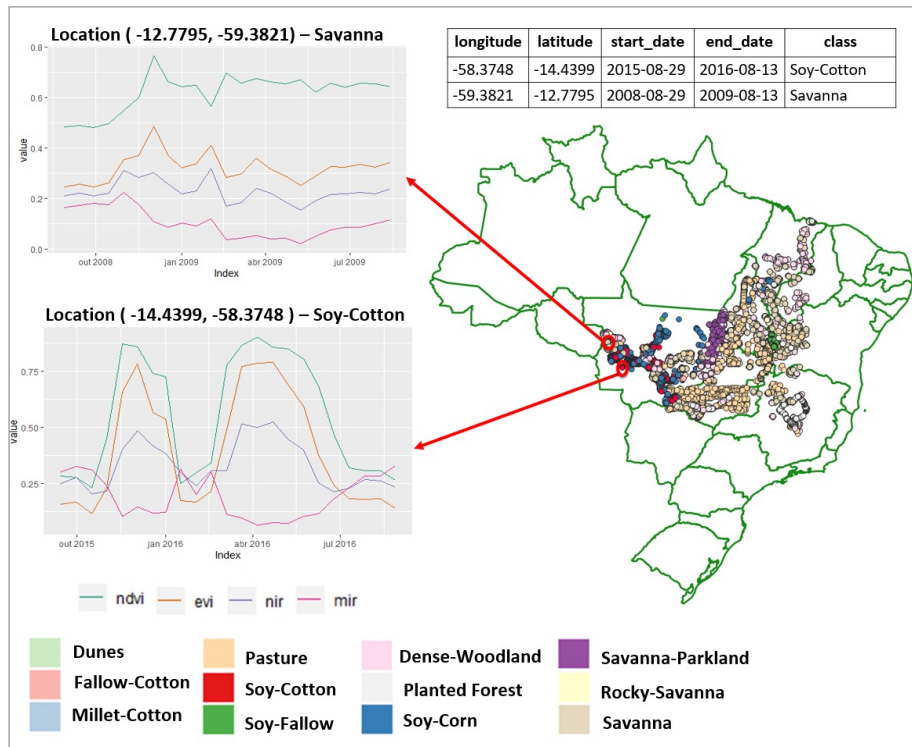 Location ( -12.7795, -59.3821) – Savanna
0.8
0.6
0.4
0.2
0.0
value
out 2008 jan 2009 abr 2009 jul 2009
Index
longitude latitude start_date end_date class
-58.3748 -14.4399 2015-08-29 2016-08-13 Soy-Cotton
-59.3821 -12.7795 2008-08-29 2009-08-13 Savanna
Location ( -14.4399, -58.3748 ) – Soy-Cotton
0.75
0.50
0.25
value
out 2015 jan 2016 abr 2016 jul 2016
Index
ndvi evi nir mir
Dunes Pasture Dense-Woodland Savanna-Parkland
Fallow-Cotton Soy-Cotton Planted Forest Rocky-Savanna
Millet-Cotton Soy-Fallow Soy-Corn Savanna